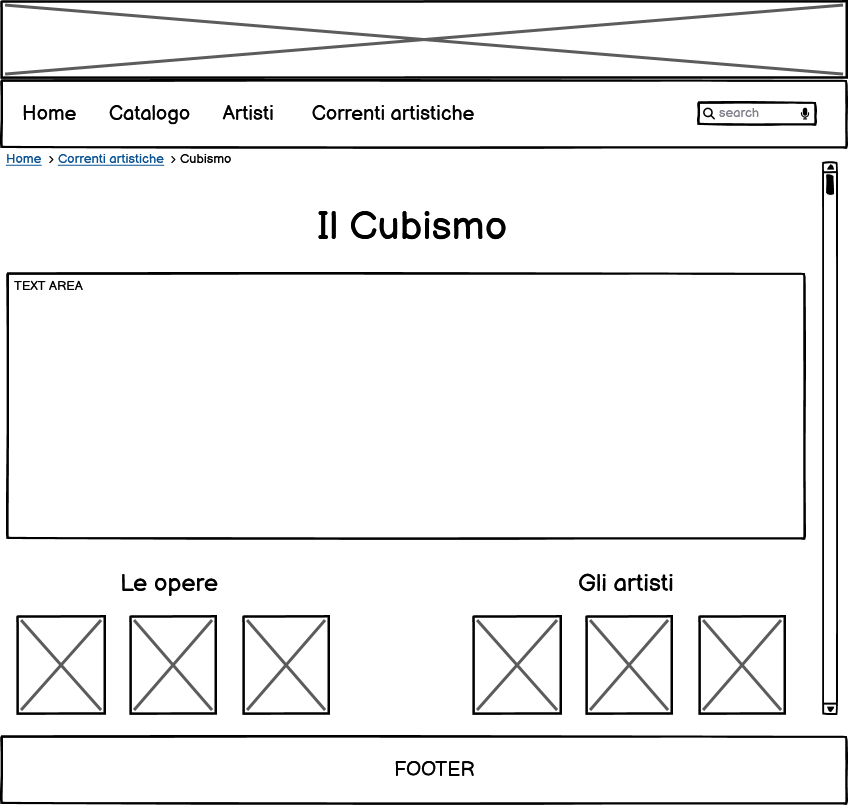 Home Catalogo Artisti Correnti artistiche search
Home > Correnti artistiche > Cubismo
Il Cubismo
TEXT AREA
Le opere Gli artisti
FOOTER